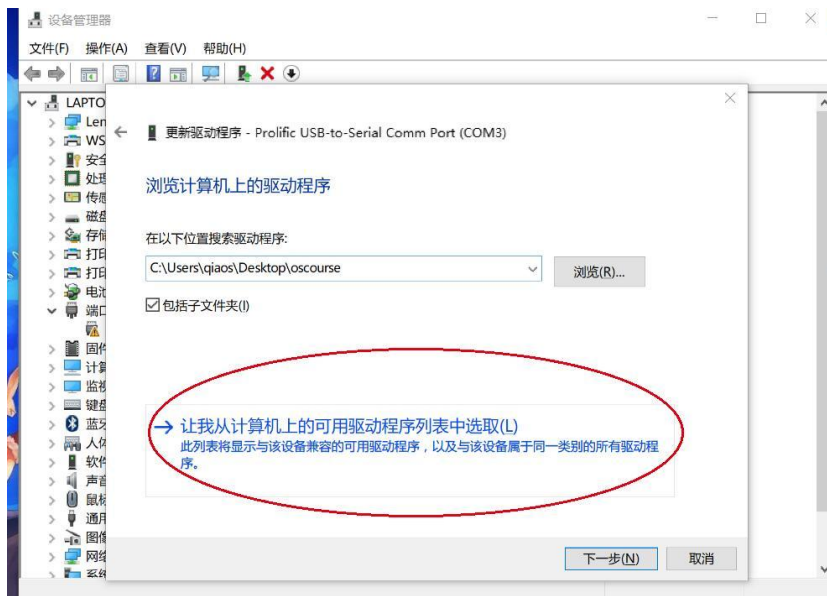 设备管理器
文件(F) 操作(A) 查看(V) 帮助(H)
LAPTO
Len
WS
安全
处理
传感
磁盘
存储
打印
打印
电池
端口
固件
计算
监视
键盘
蓝牙
人体
软件
声音
鼠标
通用
图像
网络
系统
更新驱动程序 - Prolific USB-to-Serial Comm Port (COM3)
浏览计算机上的驱动程序
在以下位置搜索驱动程序:
C:\Users\qiaos\Desktop\oscourse
浏览(R)...
包括子文件夹(I)
让我从计算机上的可用驱动程序列表中选取(L)
此列表将显示与该设备兼容的可用驱动程序，以及与该设备属于同一类别的所有驱动程
序。
下一步(N) 取消